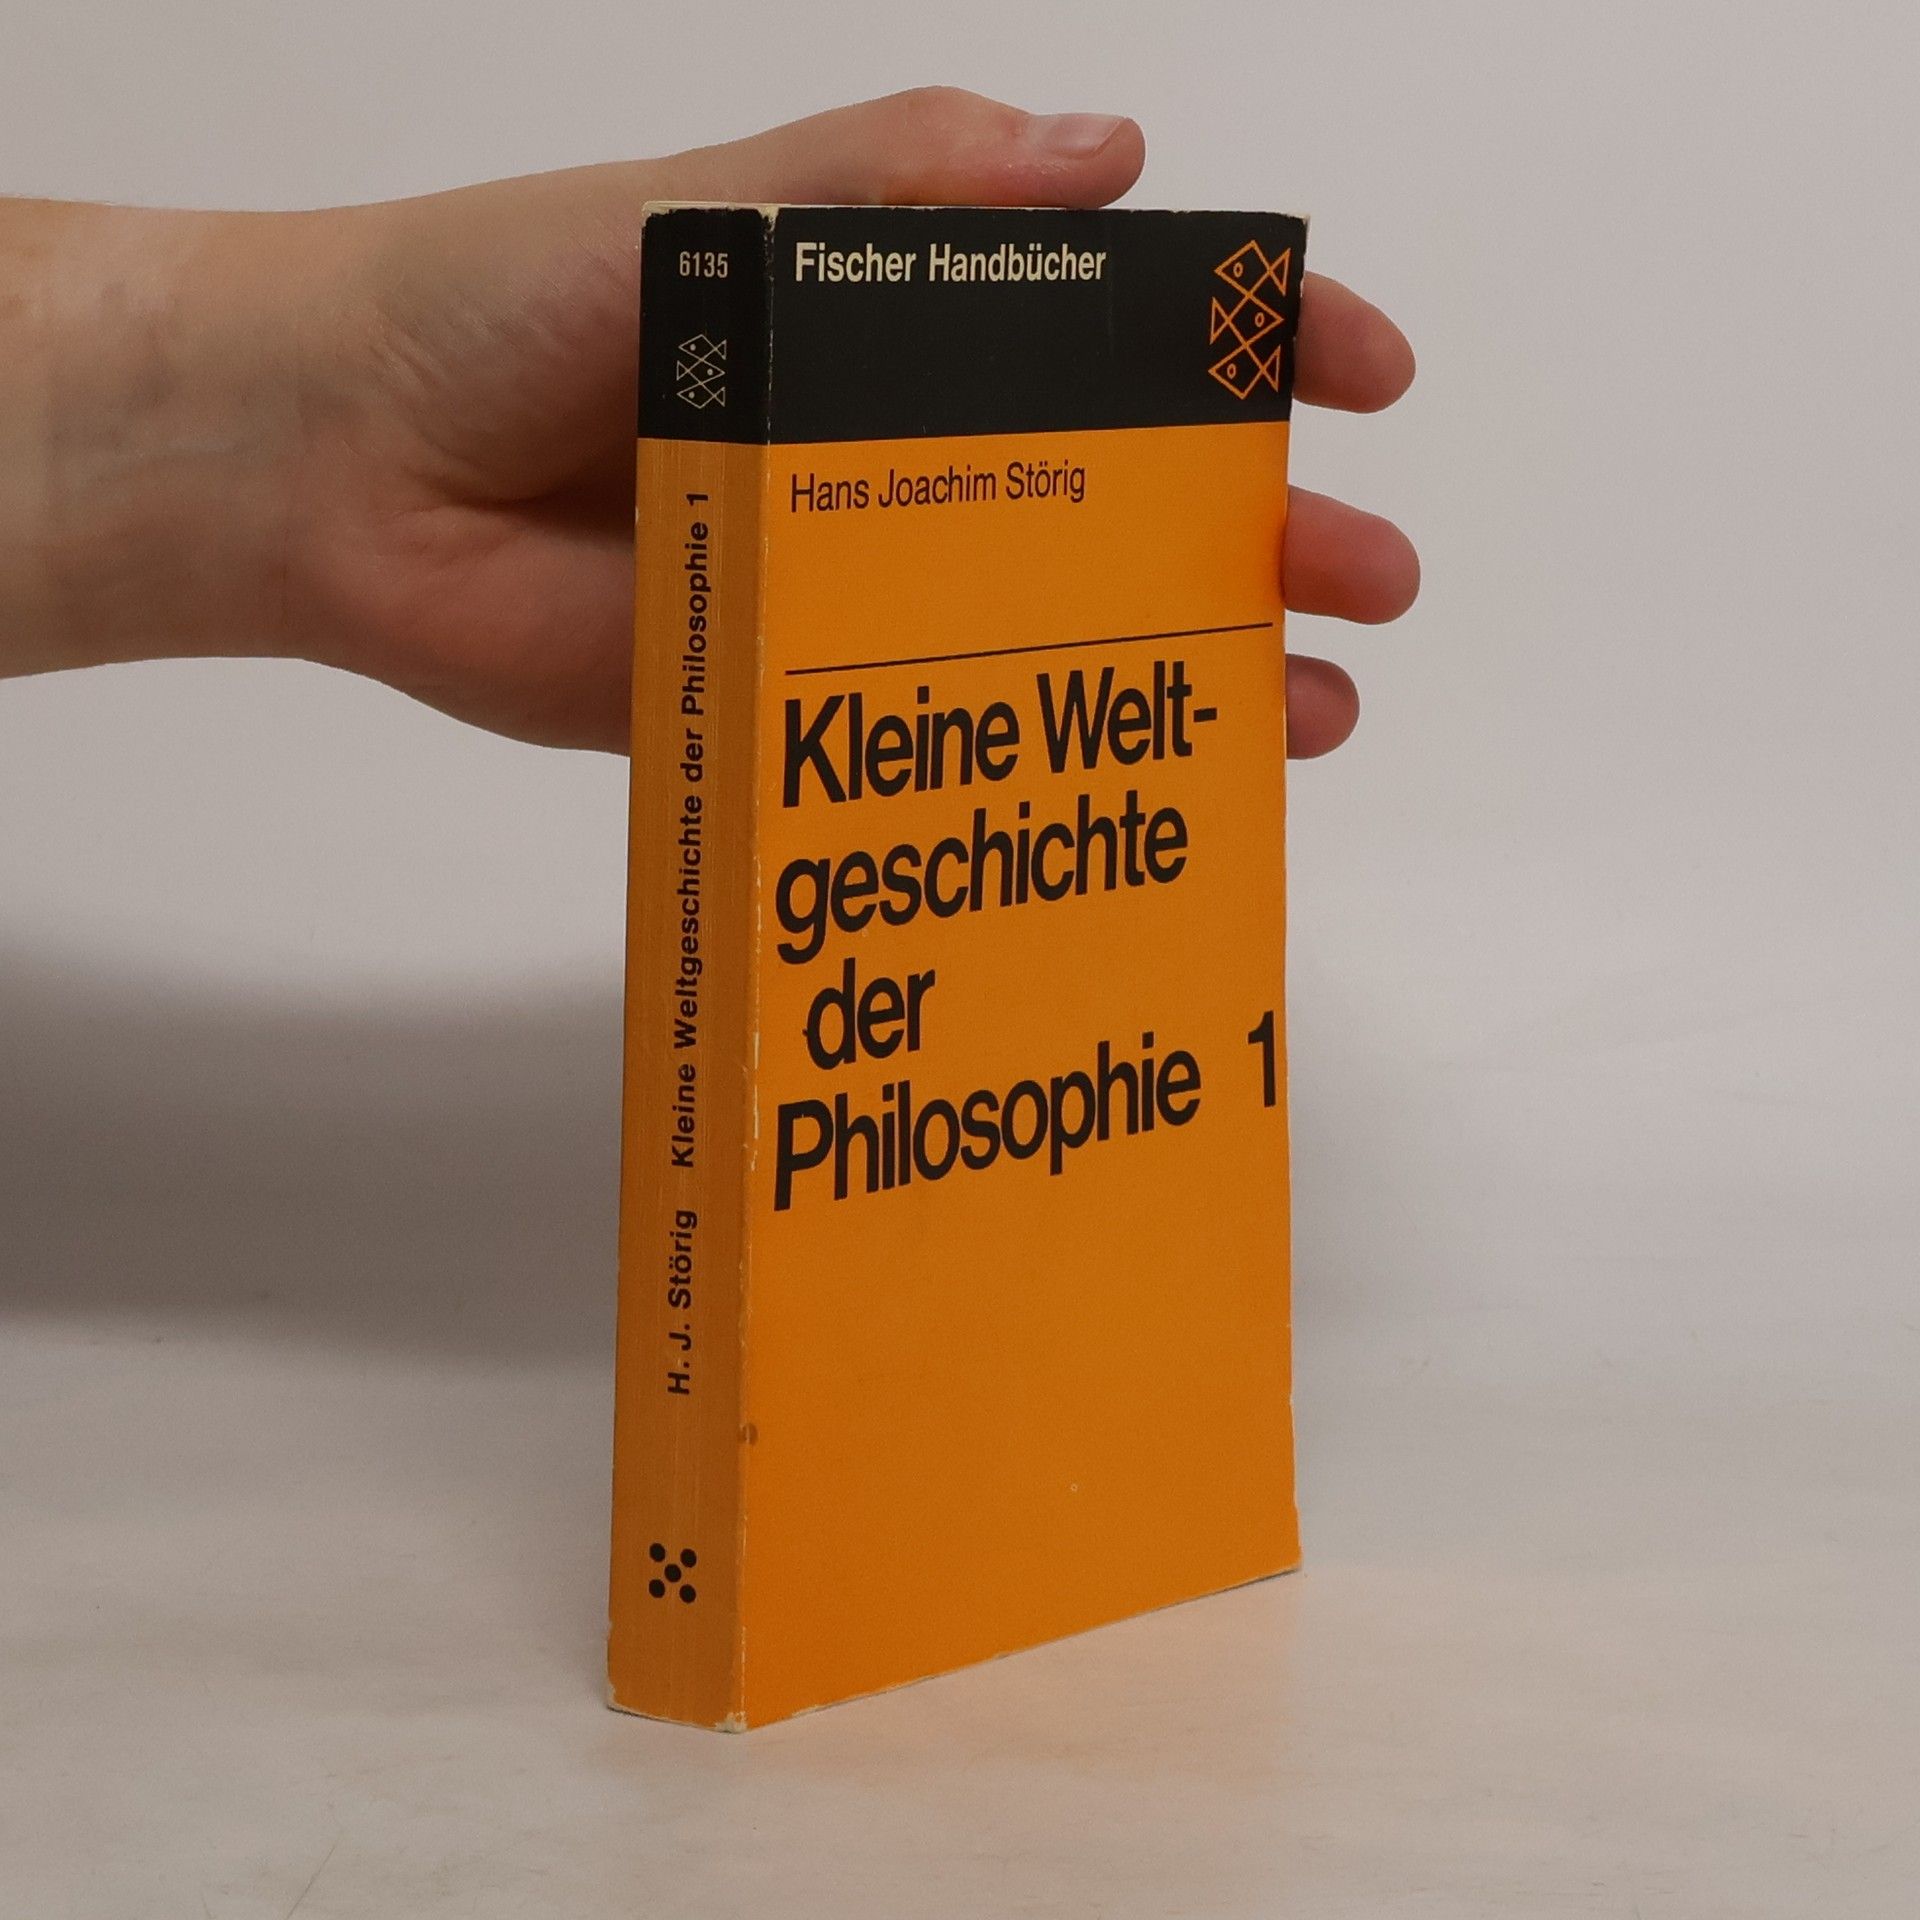 6135
H. J. Störig Kleine Weltgeschichte der Philosophie 1
Fischer Handbücher
Hans Joachim Störig
Kleine Welt-
geschichte
der
Philosophie 1